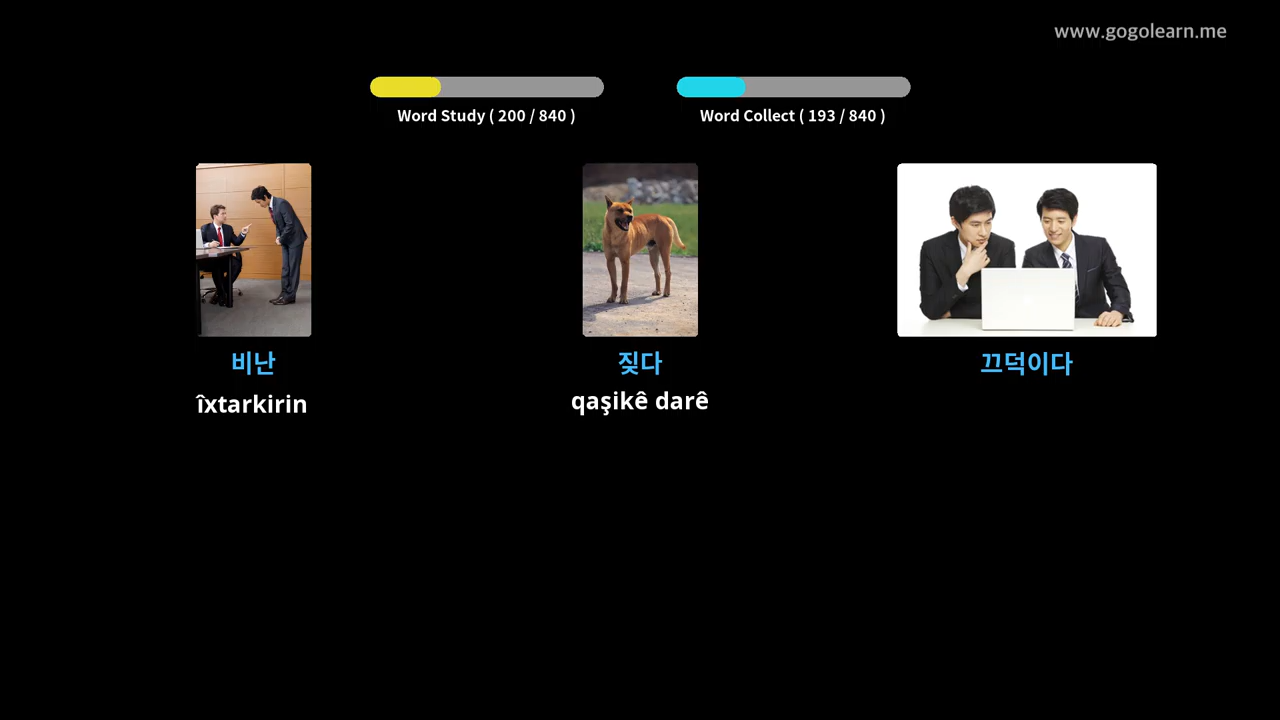 www.gogolearn.me
Word Study ( 200 / 840 )
Word Collect ( 193 / 840 )
비난
짖다
끄덕이다
îxtarkirin
qaşikê darê